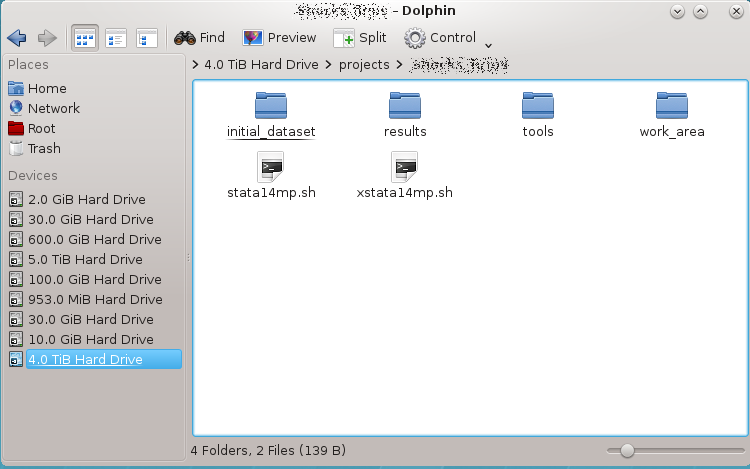 – Dolphin
Find Preview Split Control
Places
4.0 TiB Hard Drive projects
Home
Network
Root
Trash
Devices
2.0 GiB Hard Drive
30.0 GiB Hard Drive
600.0 GiB Hard Drive
5.0 TiB Hard Drive
100.0 GiB Hard Drive
953.0 MiB Hard Drive
30.0 GiB Hard Drive
10.0 GiB Hard Drive
4.0 TiB Hard Drive
initial_dataset results tools work_area
stata14mp.sh xstata14mp.sh
4 Folders, 2 Files (139 B)